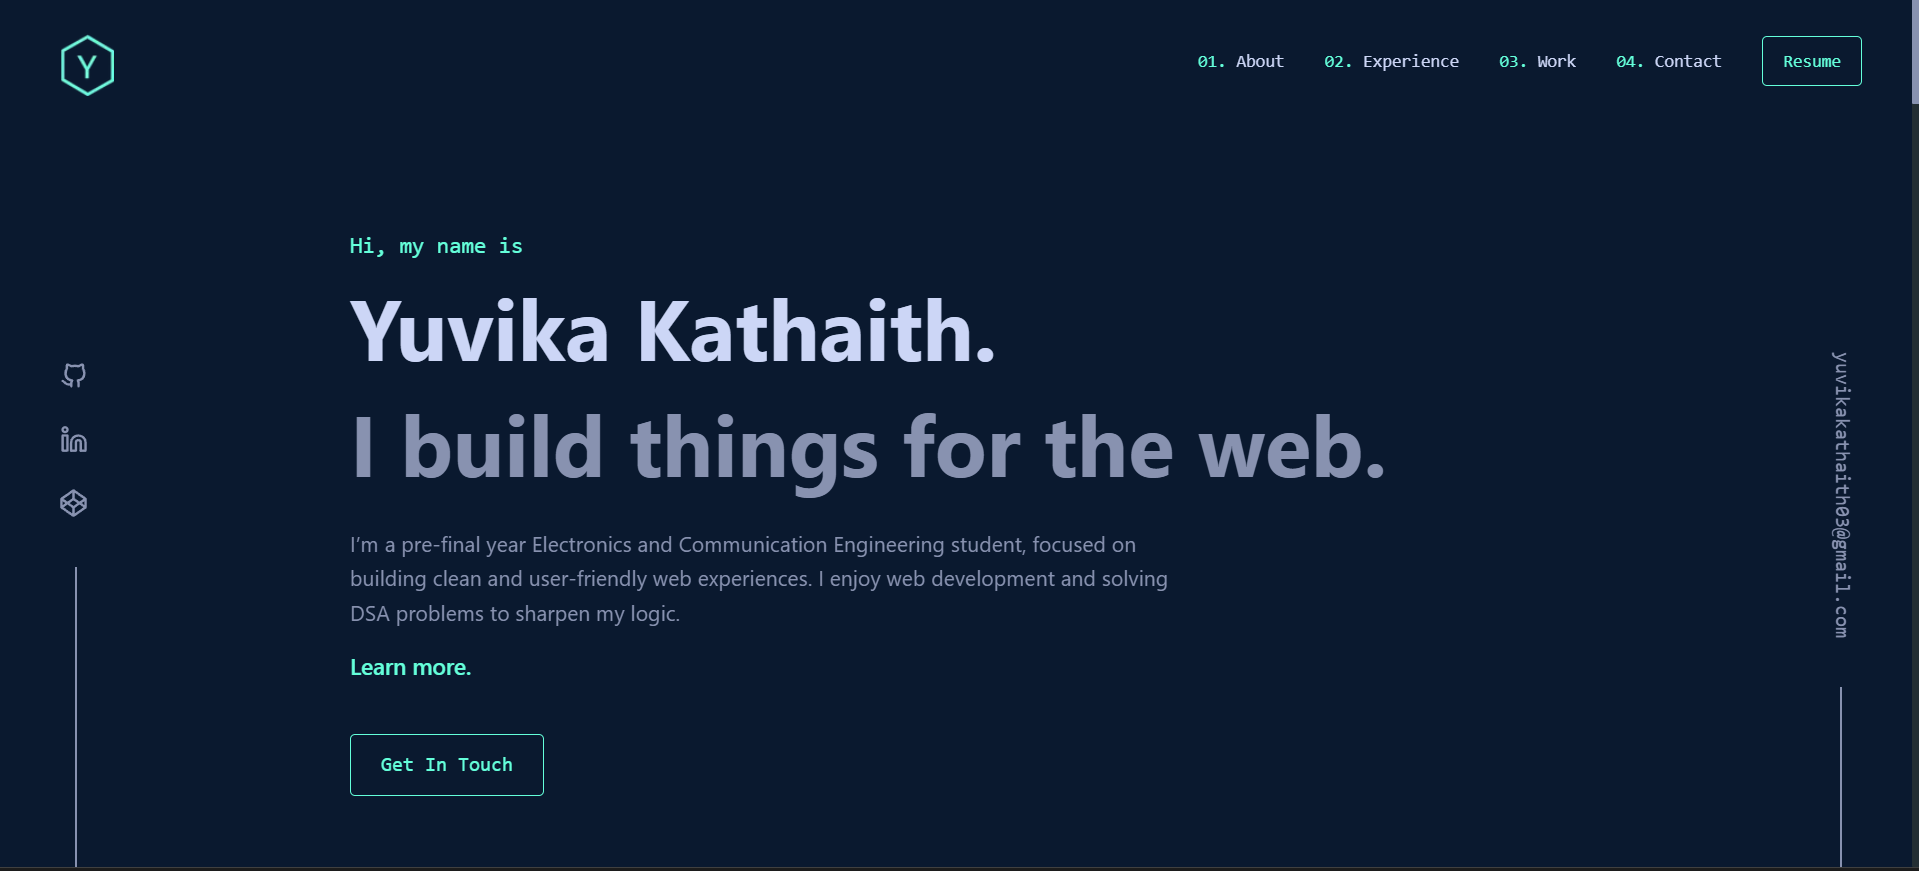 Y
01. About 02. Experience 03. Work 04. Contact Resume
Hi, my name is
Yuvika Kathaith.
I build things for the web.
I’m a pre-final year Electronics and Communication Engineering student, focused on
building clean and user-friendly web experiences. I enjoy web development and solving
DSA problems to sharpen my logic.
Learn more.
Get In Touch
in
yuvikakathaith03@gmail.com